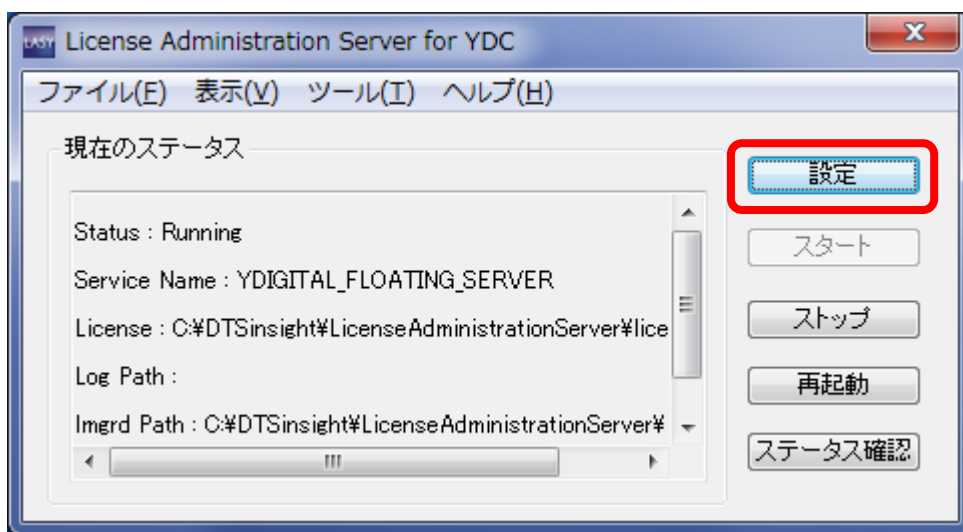 LASY License Administration Server for YDC
ファイル(F) 表示(V) ツール(T) ヘルプ(H)
現在のステータス
設定
Status : Running
スタート
Service Name : YDIGITAL_FLOATING_SERVER
License : C:¥DTSinsight¥LicenseAdministrationServer¥lice
ストップ
Log Path :
再起動
lmgrd Path : C:¥DTSinsight¥LicenseAdministrationServer¥
ステータス確認